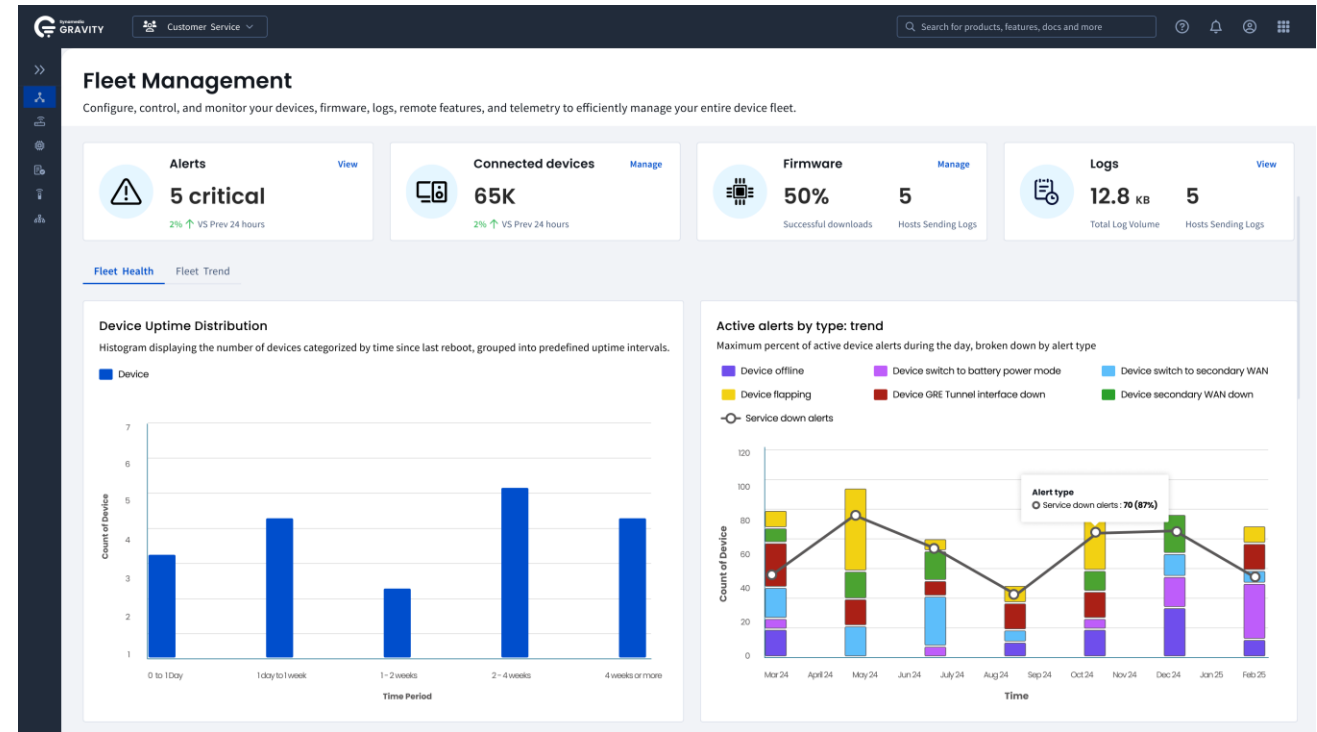 Synamedia
GRAVITY
Customer Service
Search for products, features, docs and more
Fleet Management
Configure, control, and monitor your devices, firmware, logs, remote features, and telemetry to efficiently manage your entire device fleet.
Alerts
View
5 critical
2% ↑ VS Prev 24 hours
Connected devices
Manage
65K
2% ↑ VS Prev 24 hours
Firmware
Manage
50%
5
Successful downloads
Hosts Sending Logs
Logs
View
12.8 KB
5
Total Log Volume
Hosts Sending Logs
Fleet Health
Fleet Trend
Device Uptime Distribution
Histogram displaying the number of devices categorized by time since last reboot, grouped into predefined uptime intervals.
Device
7
6
5
4
3
2
1
Count of Device
0 to 1 Day
1 day to 1 week
1 - 2 weeks
2 - 4 weeks
4 weeks or more
Time Period
Active alerts by type: trend
Maximum percent of active device alerts during the day, broken down by alert type
Device offline
Device switch to battery power mode
Device switch to secondary WAN
Device flapping
Device GRE Tunnel interface down
Device secondary WAN down
Service down alerts
120
100
80
60
40
20
0
Count of Device
Alert type
Service down alerts : 70 (87%)
Mar 24
April 24
May 24
Jun 24
July 24
Aug 24
Sep 24
Oct 24
Nov 24
Dec 24
Jan 25
Feb 25
Time